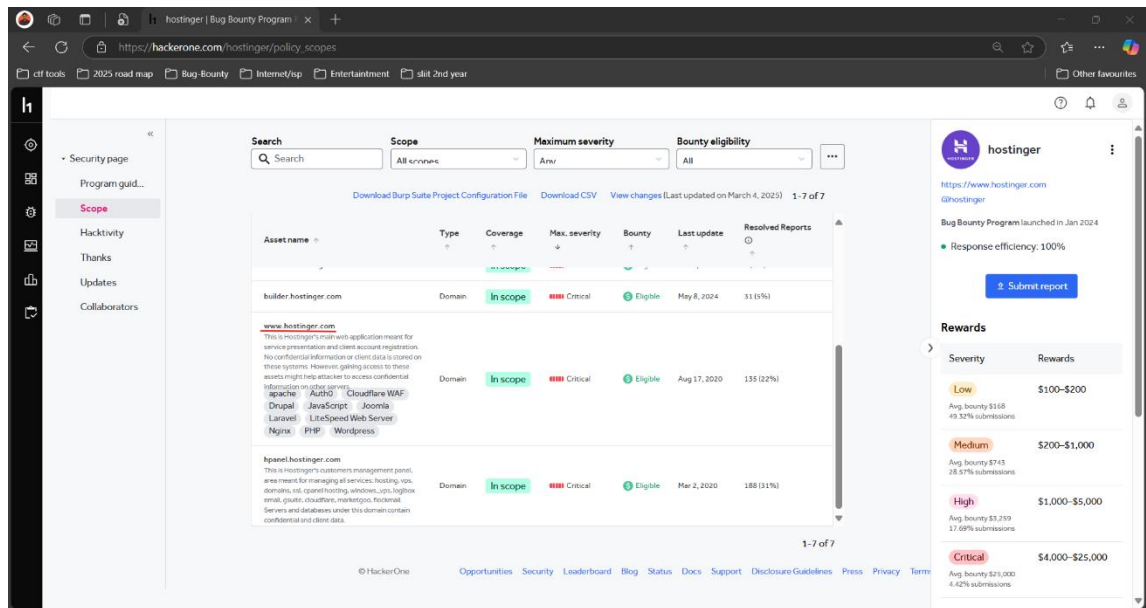 hostinger | Bug Bounty Program
https://hackerone.com/hostinger/policy_scopes
ctf tools
2025 road map
Bug-Bounty
Internet/isp
Entertaintment
sliit 2nd year
Other favourites
Security page
Program guid...
Scope
Hacktivity
Thanks
Updates
Collaborators
Search
Scope
Maximum severity
Bounty eligibility
Search
All scopes
Any
All
Download Burp Suite Project Configuration File
Download CSV
View changes (Last updated on March 4, 2025)
1-7 of 7
Asset name
Type
Coverage
Max. severity
Bounty
Last update
Resolved Reports
In scope
builder.hostinger.com
Domain
In scope
Critical
Eligible
May 8, 2024
31 (5%)
www.hostinger.com
This is Hostinger's main web application meant for
service presentation and client account registration.
No confidential information or client data is stored on
these systems. However, gaining access to these
assets might help attacker to access confidential
information on other servers.
Domain
In scope
Critical
Eligible
Aug 17, 2020
135 (22%)
apache Auth0 Cloudflare WAF
Drupal JavaScript Joomla
Laravel LiteSpeed Web Server
Nginx PHP Wordpress
hpanel.hostinger.com
This is Hostinger's customers management panel,
area meant for managing all services: hosting, vps,
domains, ssl, cpanel hosting, windows_vps, logibox
email, gsuite, cloudflare, marketgoo, flockmail.
Servers and databases under this domain contain
confidential and client data.
Domain
In scope
Critical
Eligible
Mar 2, 2020
188 (31%)
1-7 of 7
© HackerOne
Opportunities
Security
Leaderboard
Blog
Status
Docs
Support
Disclosure Guidelines
Press
Privacy
Terms
HOSTINGER
hostinger
https://www.hostinger.com
@hostinger
Bug Bounty Program launched in Jan 2024
Response efficiency: 100%
Submit report
Rewards
Severity
Rewards
Low
$100–$200
Avg. bounty $168
49.32% submissions
Medium
$200–$1,000
Avg. bounty $743
28.57% submissions
High
$1,000–$5,000
Avg. bounty $3,259
17.69% submissions
Critical
$4,000–$25,000
Avg. bounty $25,000
4.42% submissions